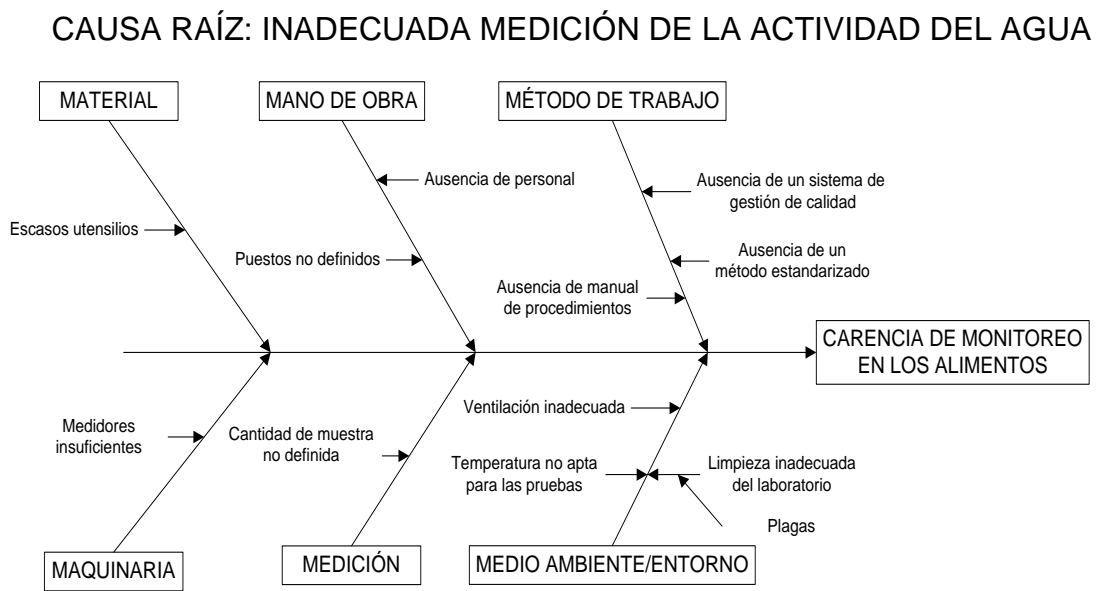 CAUSA RAÍZ: INADECUADA MEDICIÓN DE LA ACTIVIDAD DEL AGUA
MATERIAL
MANO DE OBRA
MÉTODO DE TRABAJO
Ausencia de personal
Ausencia de un sistema de
gestión de calidad
Escasos utensilios
Puestos no definidos
Ausencia de un
método estandarizado
Ausencia de manual
de procedimientos
CARENCIA DE MONITOREO
EN LOS ALIMENTOS
Medidores
insuficientes
Cantidad de muestra
no definida
Ventilación inadecuada
Temperatura no apta
para las pruebas
Limpieza inadecuada
del laboratorio
Plagas
MAQUINARIA
MEDICIÓN
MEDIO AMBIENTE/ENTORNO